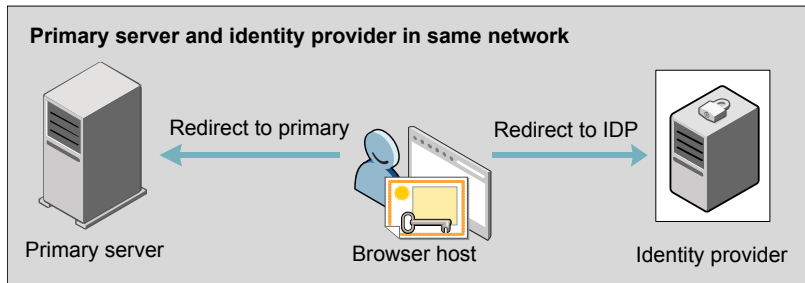 Primary server and identity provider in same network
Redirect to primary
Redirect to IDP
Primary server
Browser host
Identity provider